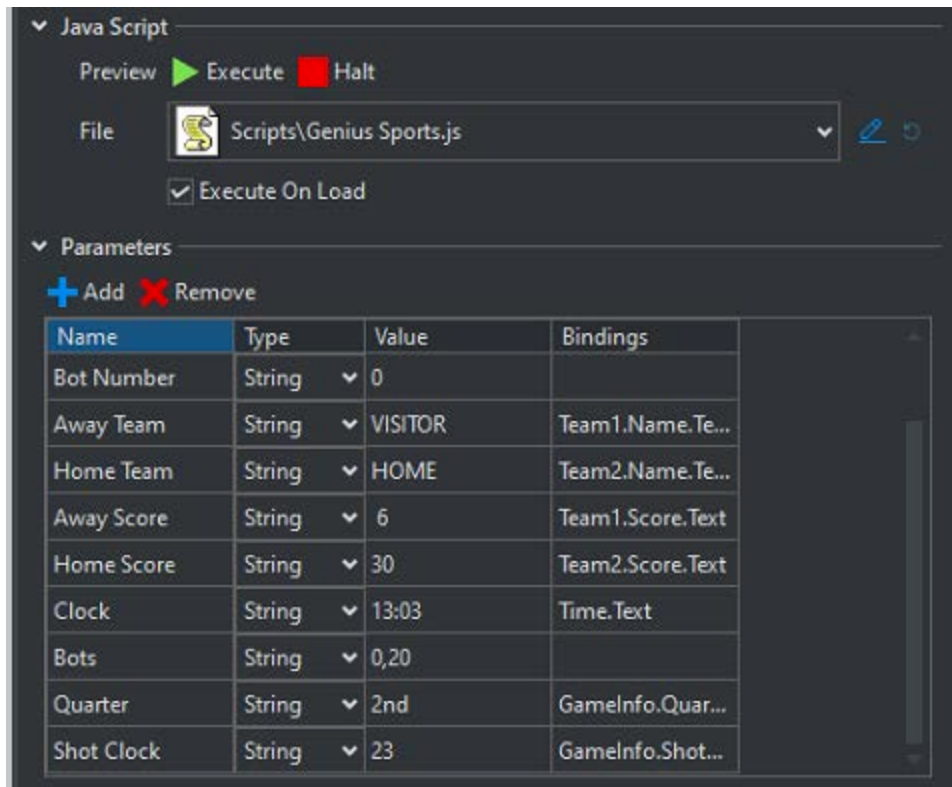 Java Script
Preview Execute Halt
File Scripts\Genius Sports.js
Execute On Load
Parameters
Add Remove
Name Type Value Bindings
Bot Number String 0
Away Team String VISITOR Team1.Name.Te...
Home Team String HOME Team2.Name.Te...
Away Score String 6 Team1.Score.Text
Home Score String 30 Team2.Score.Text
Clock String 13:03 Time.Text
Bots String 0,20
Quarter String 2nd GameInfo.Quar...
Shot Clock String 23 GameInfo.Shot...